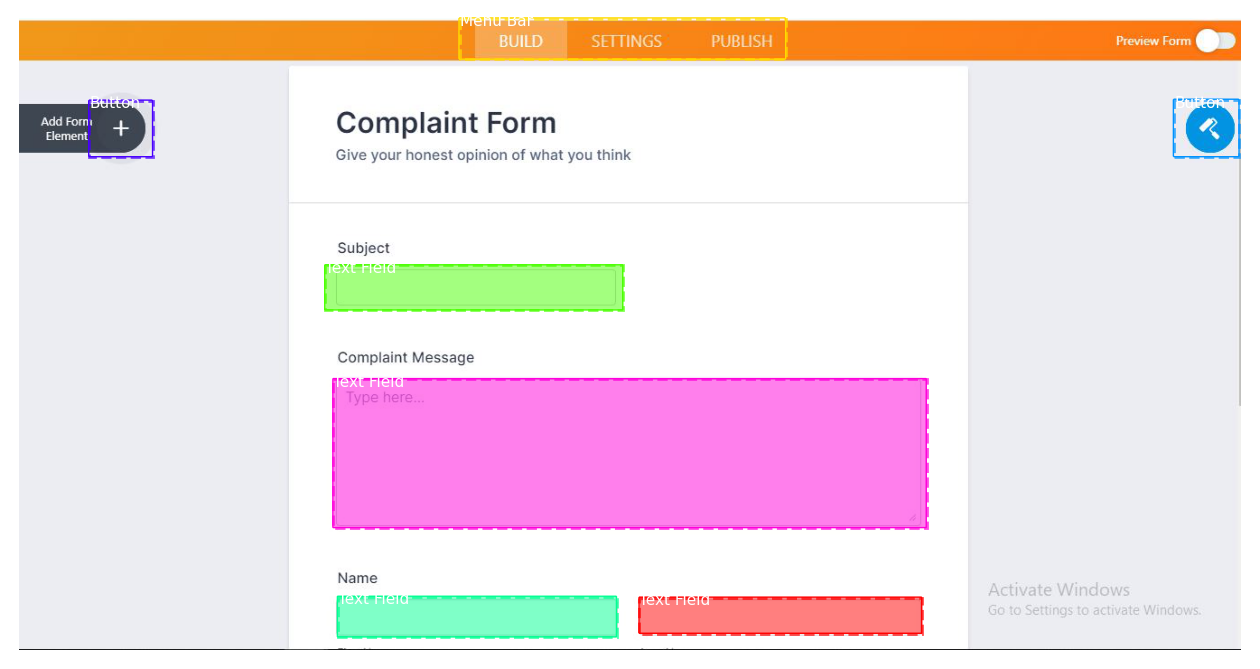 Menu Bar
BUILD SETTINGS PUBLISH
Preview Form
Button
Button
Add Form
Element
+
Complaint Form
Give your honest opinion of what you think
Subject
Text Field
Complaint Message
Text Field
Type here...
Name
Text Field
Text Field
Activate Windows
Go to Settings to activate Windows.